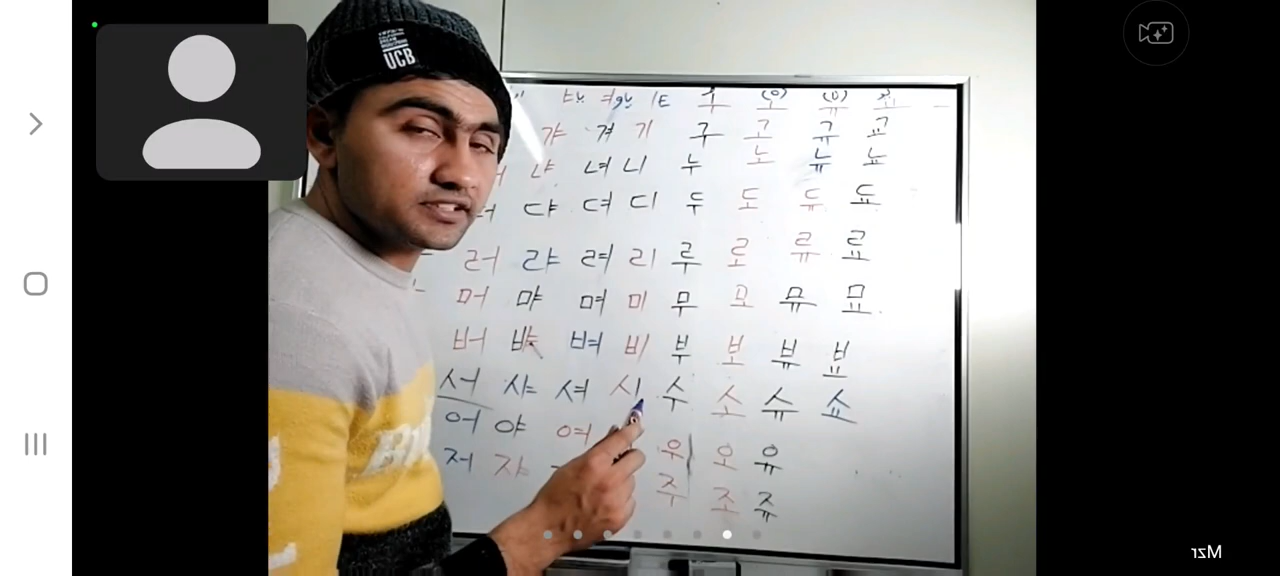 UCB
갸 겨 기 구 고 규 교
냐 녀 니 누 노 뉴 뇨
댜 뎌 디 두 도 듀 됴
러 랴 려 리 루 로 류 료
머 먀 며 미 무 모 뮤 묘
버 뱌 벼 비 부 보 뷰 뵤
서 샤 셔 시 수 소 슈 쇼
어 야 여 우 오 유
저 쟈 주 조 쥬
Mzr